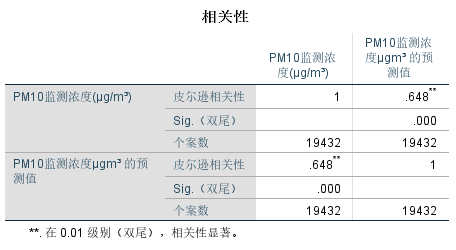 相关性
PM10监测浓度(μg/m³)
PM10监测浓度μgm³ 的预测值
PM10监测浓度(μg/m³) 皮尔逊相关性 1 .648**
Sig.（双尾） .000
个案数 19432 19432
PM10监测浓度μgm³ 的预测值 皮尔逊相关性 .648** 1
Sig.（双尾） .000
个案数 19432 19432
**. 在 0.01 级别（双尾），相关性显著。